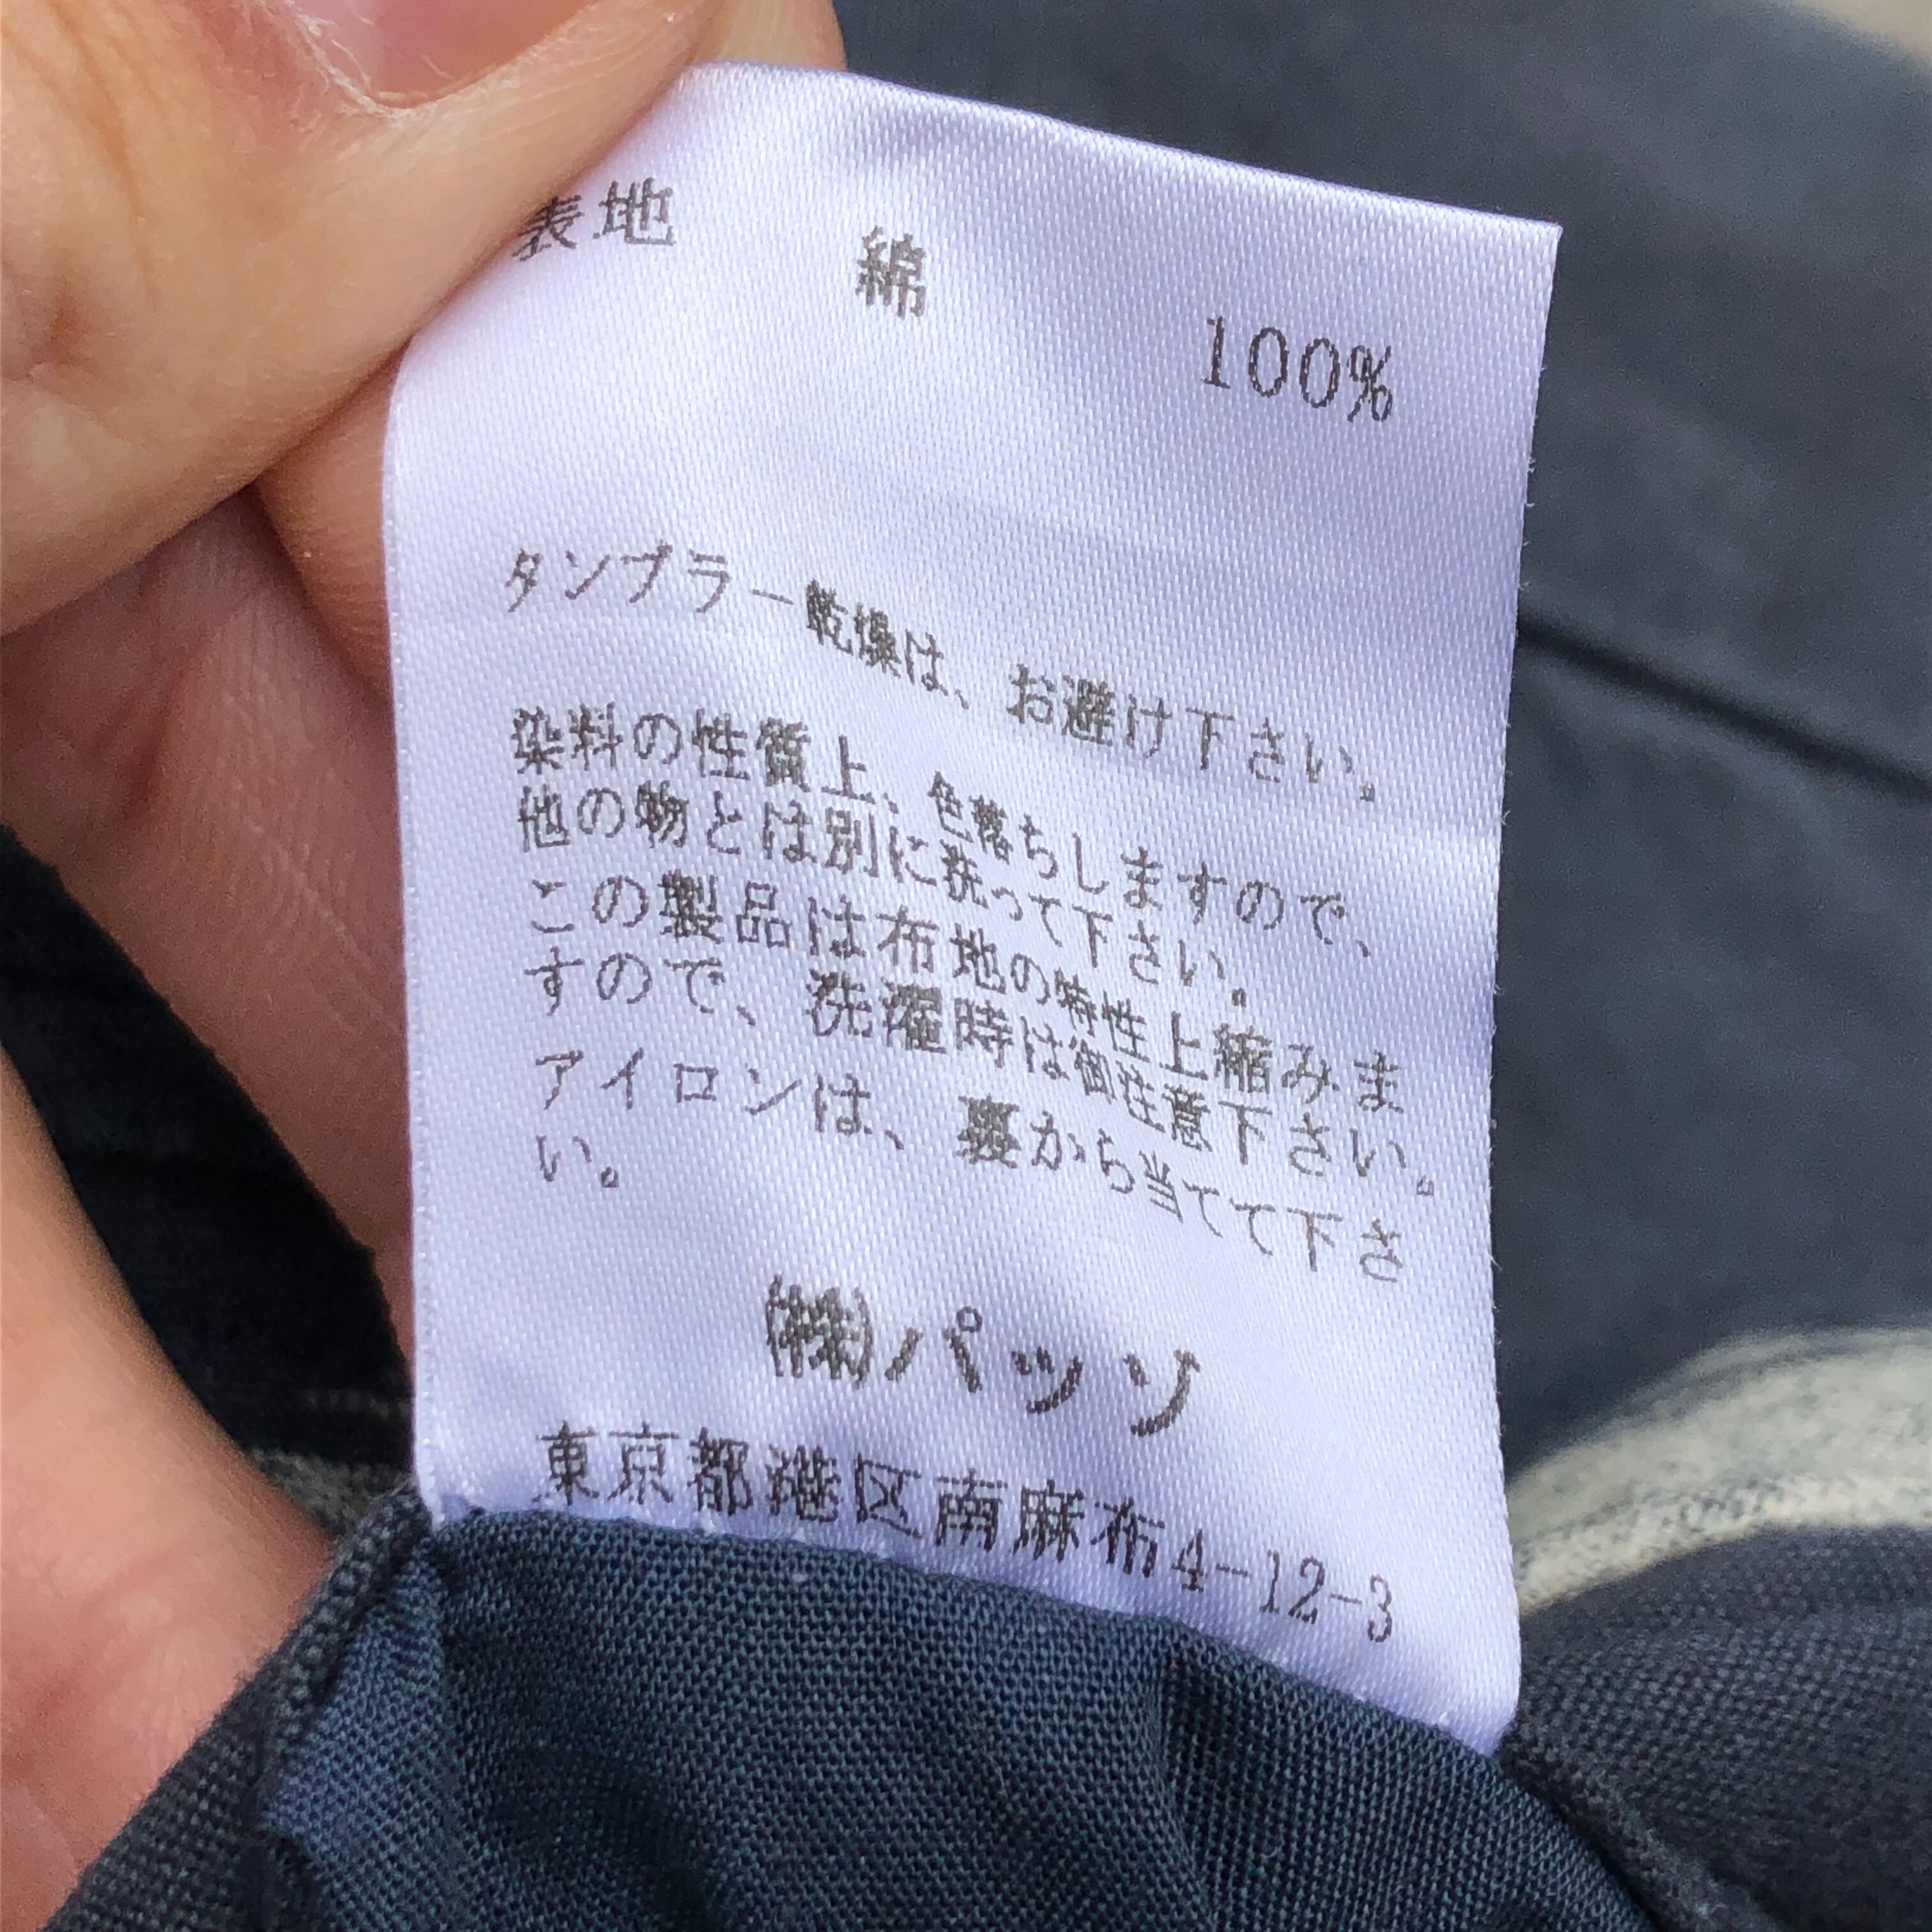 表地 綿 100%
タンブラー乾燥は、お避け下さい。
染料の性質上、色落ちしますので、
他の物とは別に洗って下さい。
この製品は布地の特性上縮みま
すので、洗濯時は御注意下さい。
アイロンは、裏から当てて下さ
い。
㈱パッゾ
東京都港区南麻布4-12-3